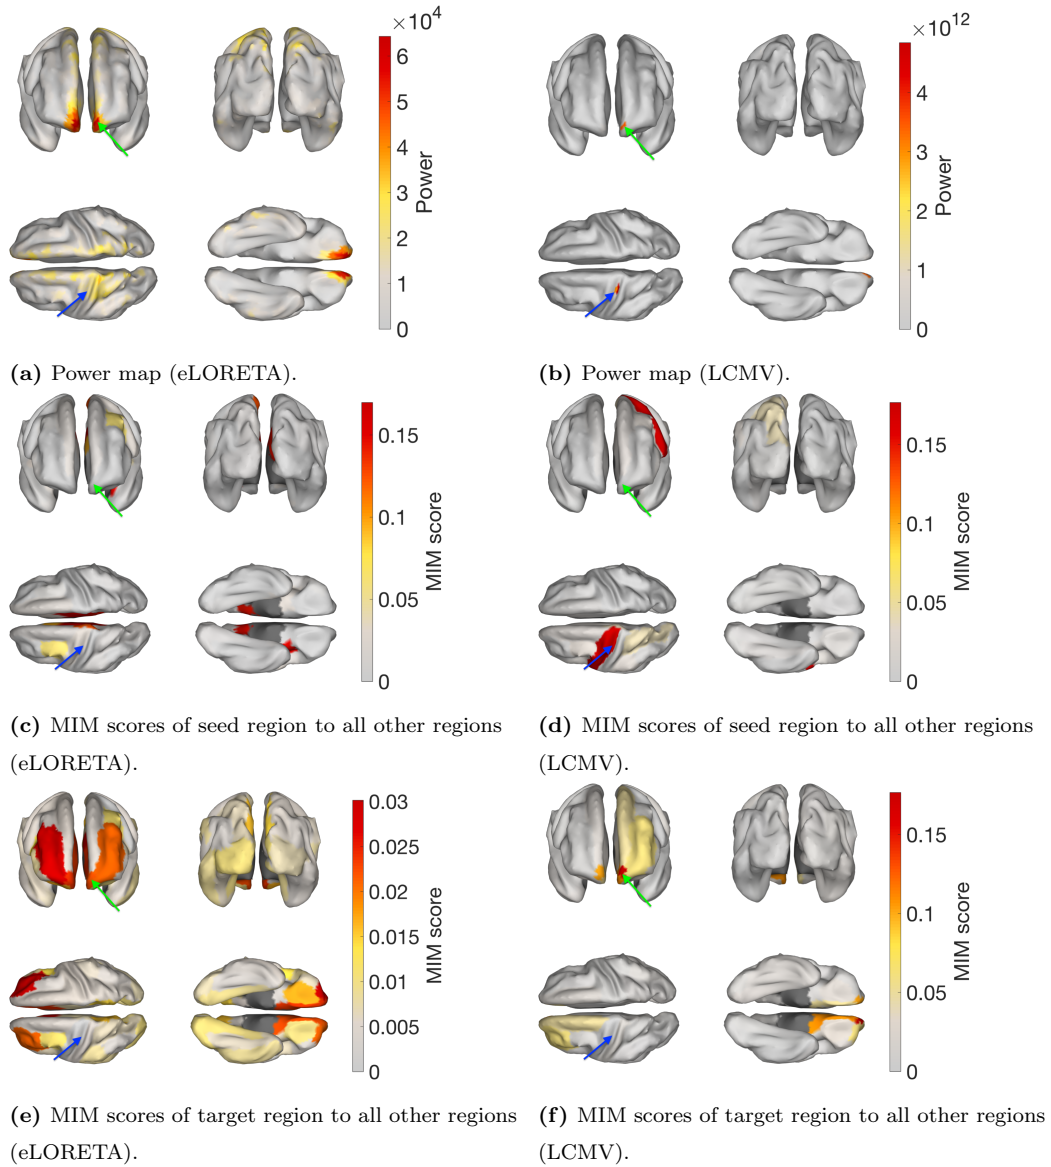 ×10⁴
6
5
4
3
2
1
0
Power
×10¹²
4
3
2
1
0
Power
(a) Power map (eLORETA).
(b) Power map (LCMV).
0.15
0.1
0.05
0
MIM score
0.15
0.1
0.05
0
MIM score
(c) MIM scores of seed region to all other regions
(eLORETA).
(d) MIM scores of seed region to all other regions
(LCMV).
0.03
0.025
0.02
0.015
0.01
0.005
0
MIM score
0.15
0.1
0.05
0
MIM score
(e) MIM scores of target region to all other regions
(eLORETA).
(f) MIM scores of target region to all other regions
(LCMV).